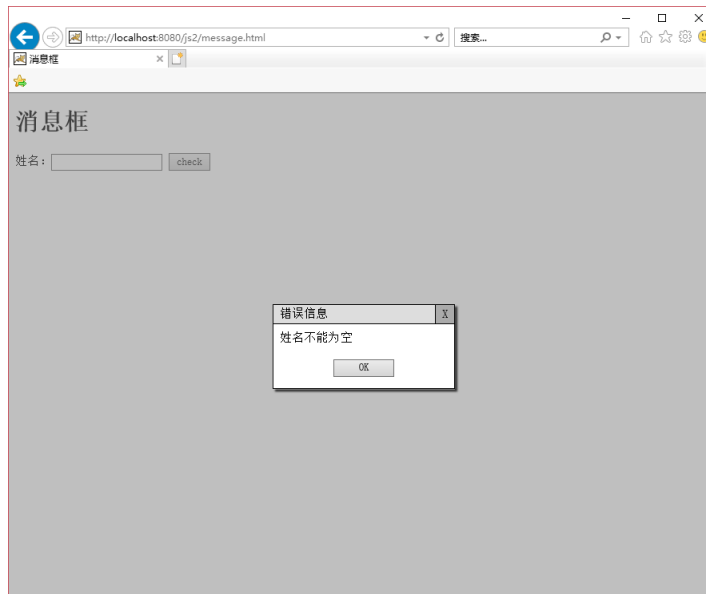 http://localhost:8080/js2/message.html
搜索...
消息框
消息框
姓名：
check
错误信息
X
姓名不能为空
OK